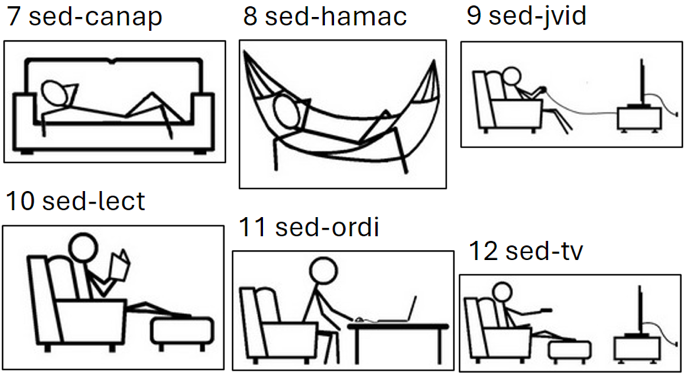 7 sed-canap
8 sed-hamac
9 sed-jvid
10 sed-lect
11 sed-ordi
12 sed-tv